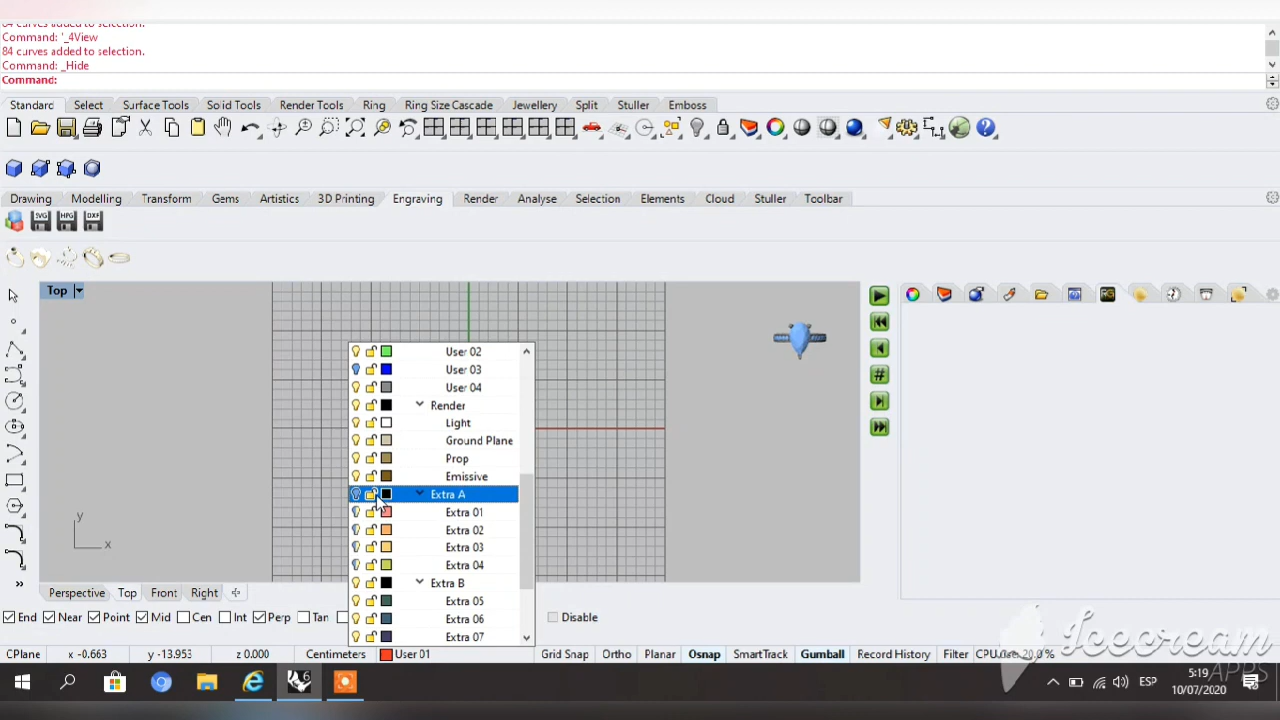 84 curves added to selection.
Command: '_4View
84 curves added to selection.
Command: _Hide
Command:
Standard Select Surface Tools Solid Tools Render Tools Ring Ring Size Cascade Jewellery Split Stuller Emboss
Drawing Modelling Transform Gems Artistics 3D Printing Engraving Render Analyse Selection Elements Cloud Stuller Toolbar
SVG HPG DXF
Top
RG
User 02
User 03
User 04
Render
Light
Ground Plane
Prop
Emissive
Extra A
Extra 01
Extra 02
Extra 03
Extra 04
Extra B
Extra 05
Extra 06
Extra 07
y
x
Perspective Top Front Right
End Near Point Mid Cen Int Perp Tan Disable
CPlane x -0.663 y -13.953 z 0.000 Centimeters User 01 Grid Snap Ortho Planar Osnap SmartTrack Gumball Record History Filter CPU use: 20.0 %
Icecream
APPS
6
ESP
5:19
10/07/2020